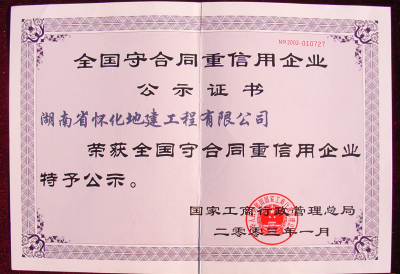 NO 2002-010727
全国守合同重信用企业
公示证书
湖南省怀化地建工程有限公司
荣获全国守合同重信用企业
特予公示。
国家工商行政管理总局
二零零三年一月